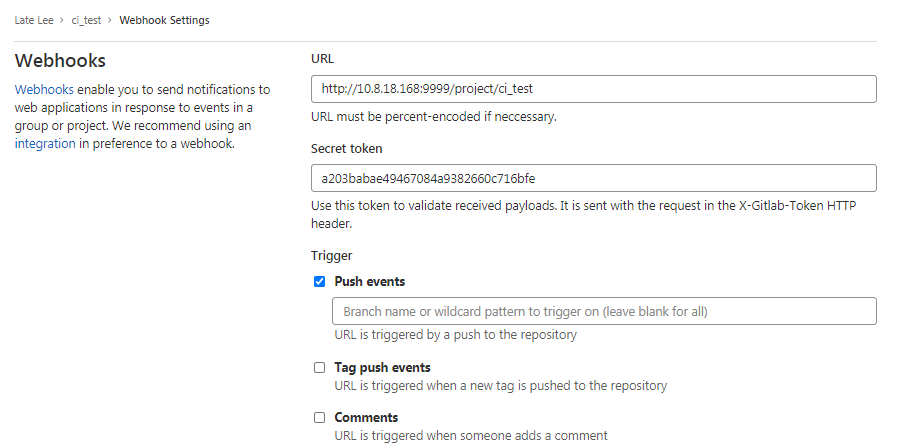 Late Lee > ci_test > Webhook Settings
Webhooks
Webhooks enable you to send notifications to
web applications in response to events in a
group or project. We recommend using an
integration in preference to a webhook.
URL
http://10.8.18.168:9999/project/ci_test
URL must be percent-encoded if neccessary.
Secret token
a203babae49467084a9382660c716bfe
Use this token to validate received payloads. It is sent with the request in the X-Gitlab-Token HTTP
header.
Trigger
Push events
Branch name or wildcard pattern to trigger on (leave blank for all)
URL is triggered by a push to the repository
Tag push events
URL is triggered when a new tag is pushed to the repository
Comments
URL is triggered when someone adds a comment